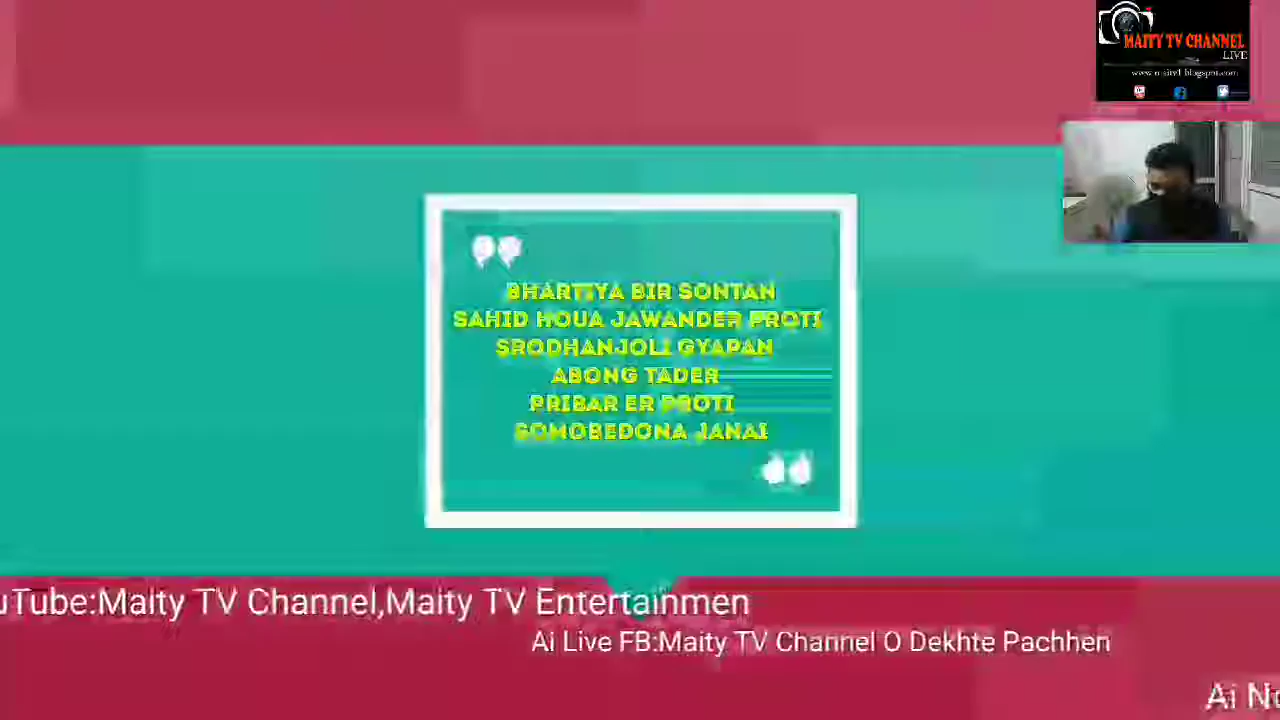 MAITY TV CHANNEL
LIVE
BHARTIYA BIR SONTAN
SAHID HOUA JAWANDER PROTI
SRODHANJOLI GYAPAN
ABONG TADER
PRIBAR ER PROTI
SOMOBEDONA JANAI
uTube:Maity TV Channel,Maity TV Entertainmen
Ai Live FB:Maity TV Channel O Dekhte Pachhen
Ai